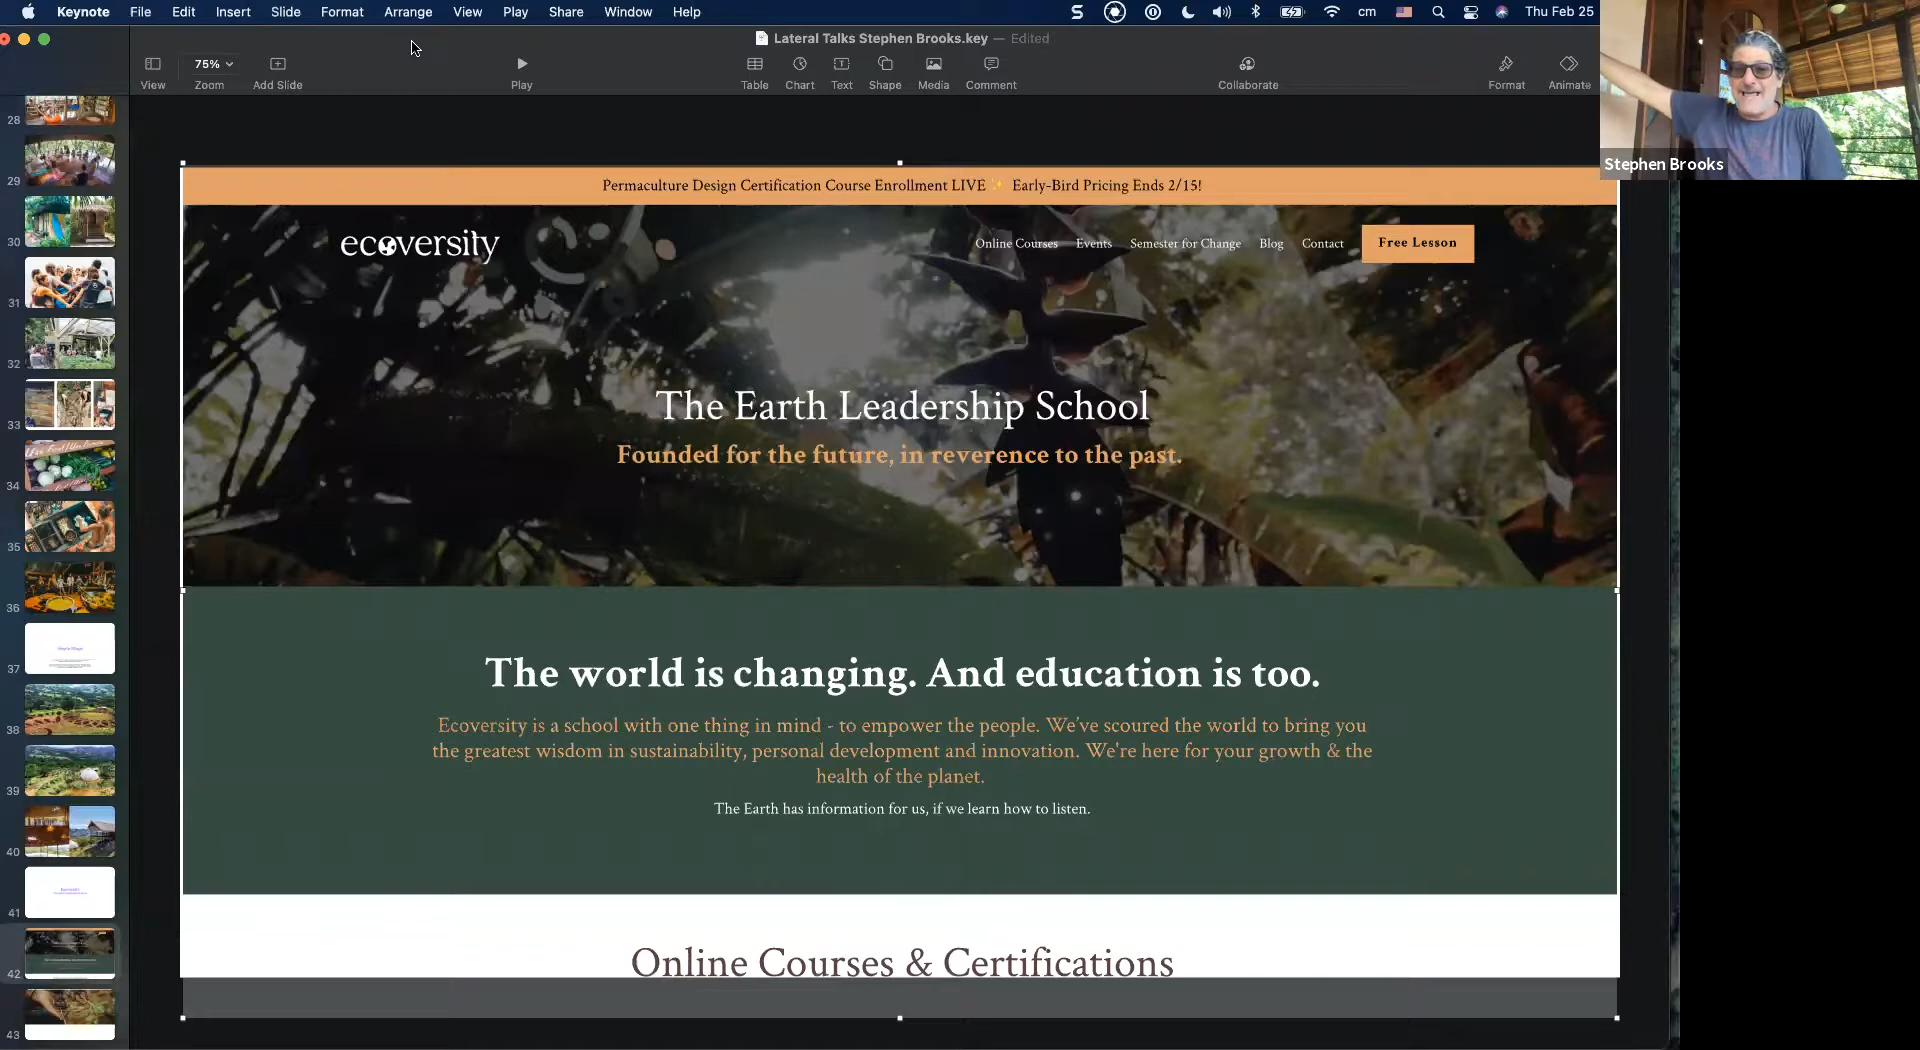 Keynote File Edit Insert Slide Format Arrange View Play Share Window Help cm Thu Feb 25
Lateral Talks Stephen Brooks.key — Edited
75%
View Zoom Add Slide Play Table Chart Text Shape Media Comment Collaborate Format Animate
Stephen Brooks
28
29
30
31
32
33
34
35
36
37
38
39
40
41
42
43
Permaculture Design Certification Course Enrollment LIVE ✨ Early-Bird Pricing Ends 2/15!
ecoversity
Online Courses Events Semester for Change Blog Contact Free Lesson
The Earth Leadership School
Founded for the future, in reverence to the past.
The world is changing. And education is too.
Ecoversity is a school with one thing in mind - to empower the people. We've scoured the world to bring you
the greatest wisdom in sustainability, personal development and innovation. We're here for your growth & the
health of the planet.
The Earth has information for us, if we learn how to listen.
Online Courses & Certifications